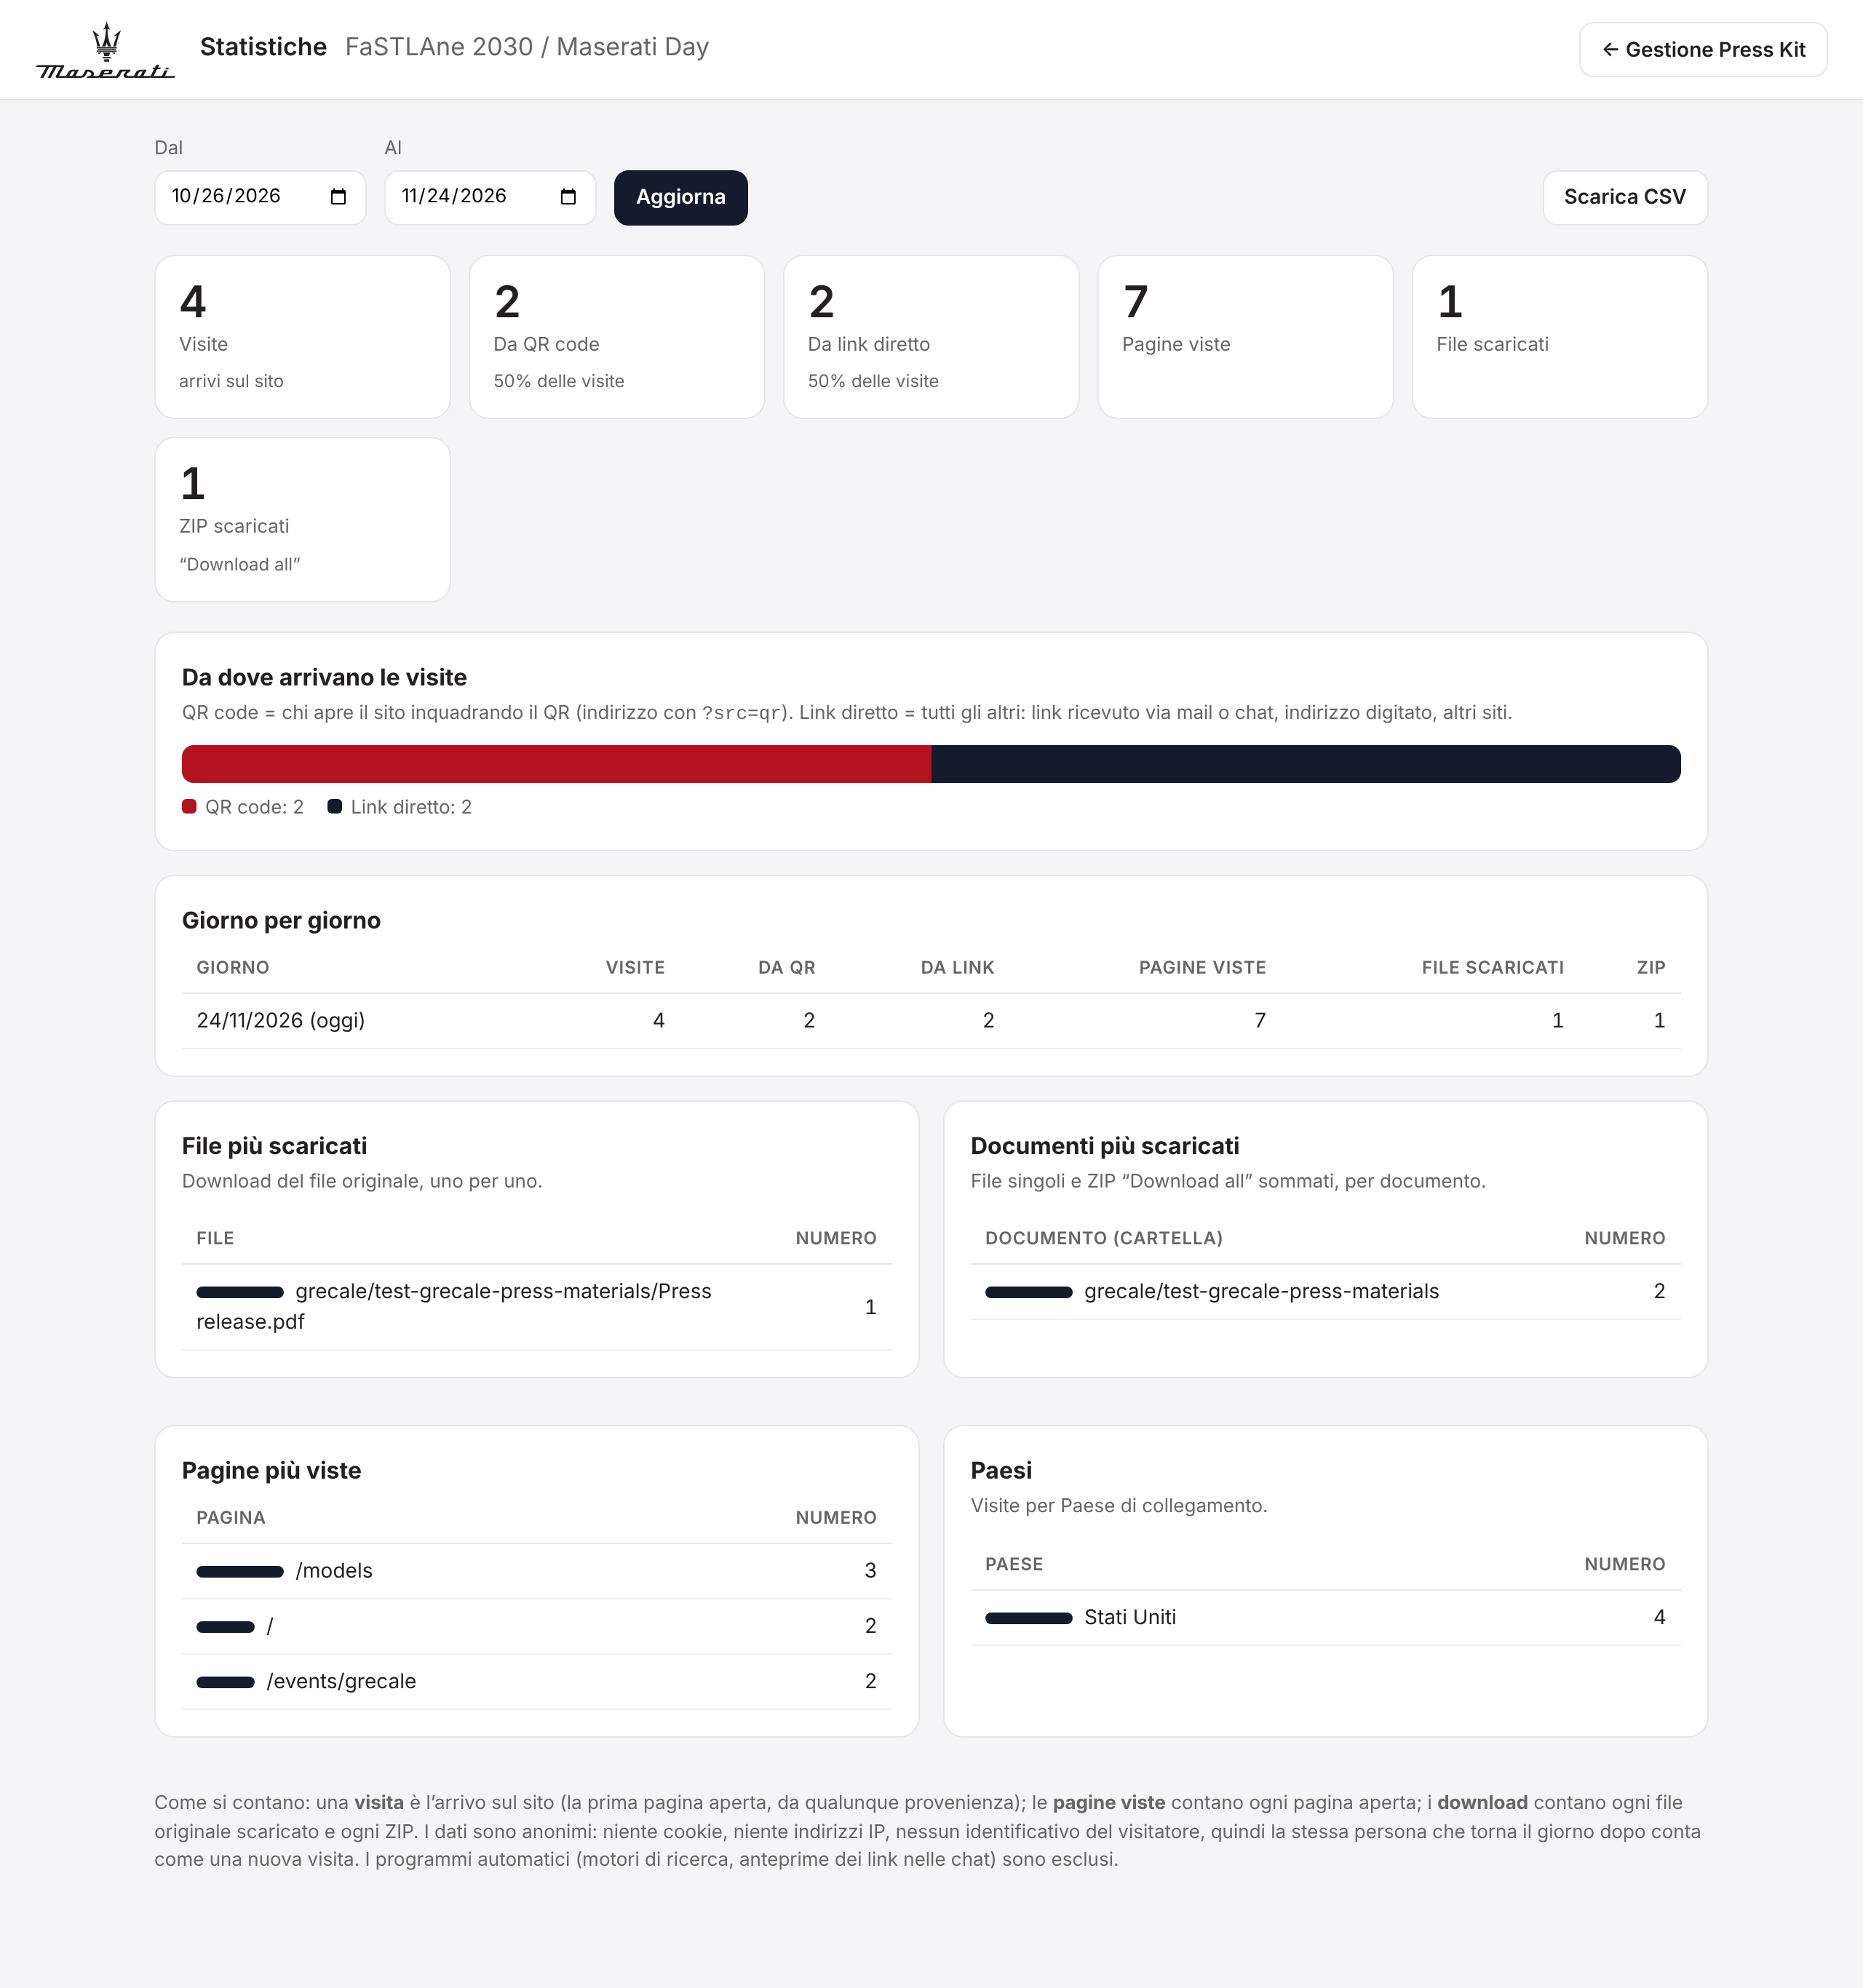 Maserati
Statistiche FaSTLAne 2030 / Maserati Day
← Gestione Press Kit
Dal
Al
10/26/2026
11/24/2026
Aggiorna
Scarica CSV
4
Visite
arrivi sul sito
2
Da QR code
50% delle visite
2
Da link diretto
50% delle visite
7
Pagine viste
1
File scaricati
1
ZIP scaricati
“Download all”
Da dove arrivano le visite
QR code = chi apre il sito inquadrando il QR (indirizzo con ?src=qr). Link diretto = tutti gli altri: link ricevuto via mail o chat, indirizzo digitato, altri siti.
QR code: 2 Link diretto: 2
Giorno per giorno
GIORNO VISITE DA QR DA LINK PAGINE VISTE FILE SCARICATI ZIP
24/11/2026 (oggi) 4 2 2 7 1 1
File più scaricati
Download del file originale, uno per uno.
FILE NUMERO
grecale/test-grecale-press-materials/Press
release.pdf 1
Documenti più scaricati
File singoli e ZIP “Download all” sommati, per documento.
DOCUMENTO (CARTELLA) NUMERO
grecale/test-grecale-press-materials 2
Pagine più viste
PAGINA NUMERO
/models 3
/ 2
/events/grecale 2
Paesi
Visite per Paese di collegamento.
PAESE NUMERO
Stati Uniti 4
Come si contano: una visita è l’arrivo sul sito (la prima pagina aperta, da qualunque provenienza); le pagine viste contano ogni pagina aperta; i download contano ogni file
originale scaricato e ogni ZIP. I dati sono anonimi: niente cookie, niente indirizzi IP, nessun identificativo del visitatore, quindi la stessa persona che torna il giorno dopo conta
come una nuova visita. I programmi automatici (motori di ricerca, anteprime dei link nelle chat) sono esclusi.